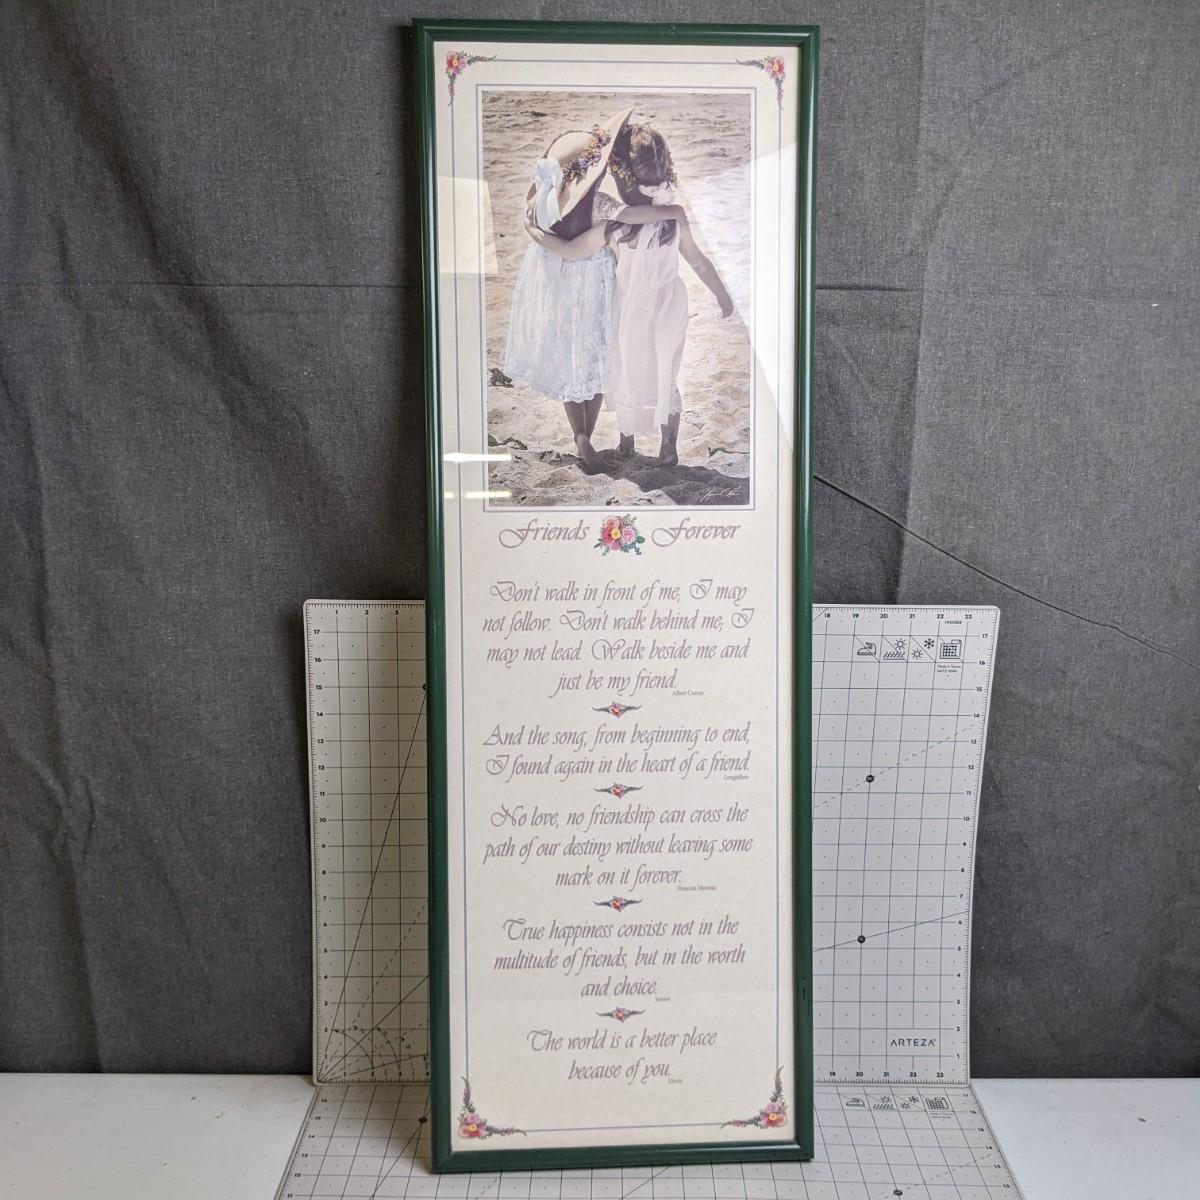 Friends Forever
Don't walk in front of me, I may
not follow. Don't walk behind me, I
may not lead. Walk beside me and
just be my friend.
Albert Camus
And the song, from beginning to end,
I found again in the heart of a friend.
Longfellow
No love, no friendship can cross the
path of our destiny without leaving some
mark on it forever.
Francois Mauriac
True happiness consists not in the
multitude of friends, but in the worth
and choice.
Jonson
The world is a better place
because of you.
INCHES
ARTEZA